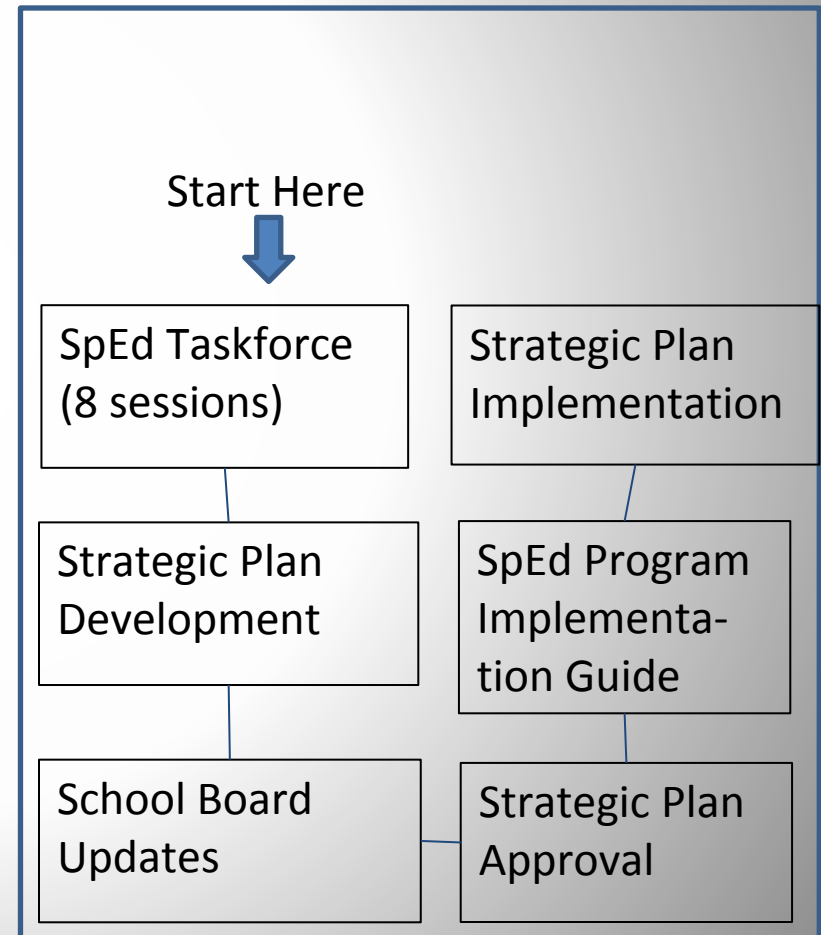 Start Here
SpEd Taskforce
(8 sessions)
Strategic Plan
Development
School Board
Updates
Strategic Plan
Approval
SpEd Program
Implementa-
tion Guide
Strategic Plan
Implementation